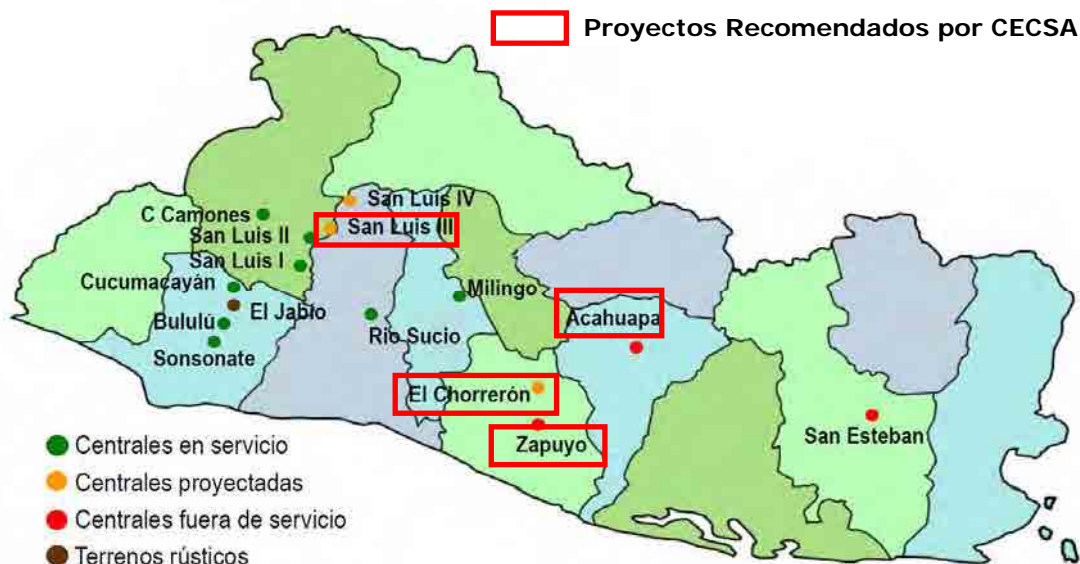 Proyectos Recomendados por CECSA
San Luis IV
C Camones
San Luis III
San Luis II
San Luis I
Cucumacayán
Milingo
El Jabio
Acahuapa
Bululú
Río Sucio
Sonsonate
El Chorrerón
San Esteban
Zapuyo
Centrales en servicio
Centrales proyectadas
Centrales fuera de servicio
Terrenos rústicos